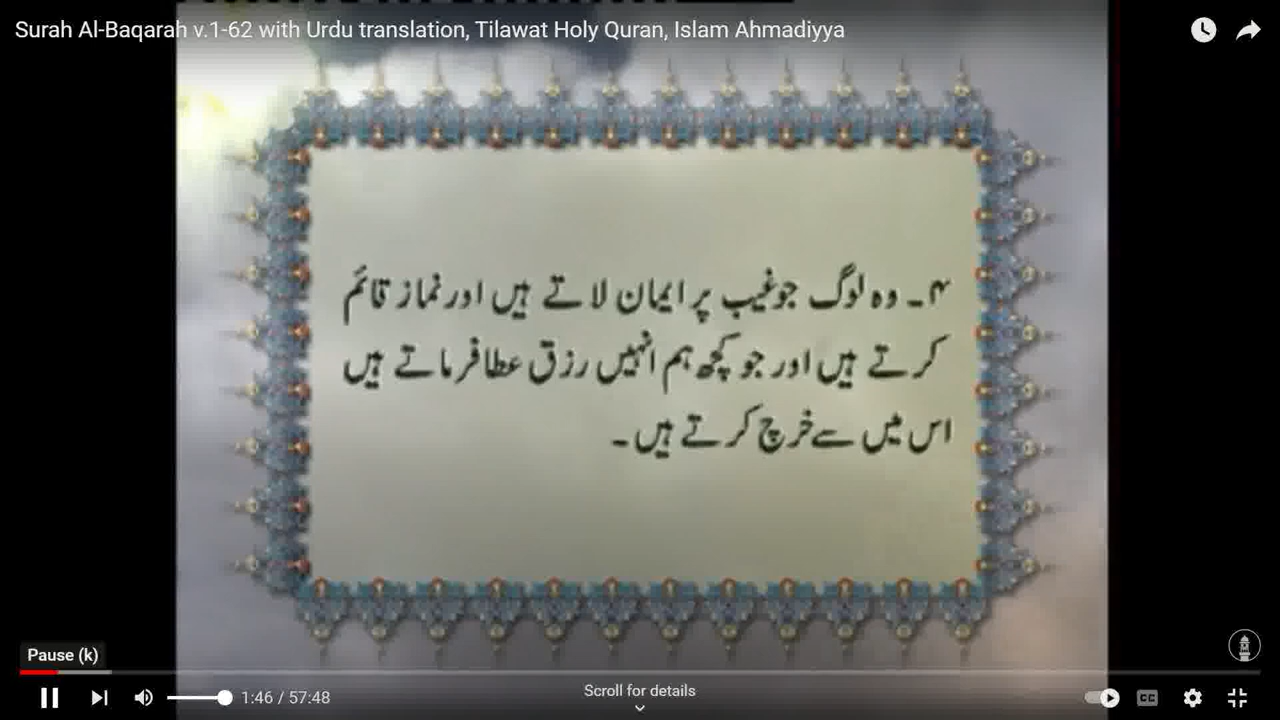 Surah Al-Baqarah v.1-62 with Urdu translation, Tilawat Holy Quran, Islam Ahmadiyya
۴۔ وہ لوگ جو غیب پر ایمان لاتے ہیں اور نماز قائم
کرتے ہیں اور جو کچھ ہم انہیں رزق عطا فرماتے ہیں
اس میں سے خرچ کرتے ہیں۔
Pause (k)
1:46 / 57:48
Scroll for details
CC